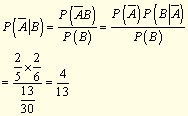 P(A̅|B) = P(A̅B) / P(B) = P(A̅)P(B|A̅) / P(B)
= (2/5 × 2/6) / (13/30) = 4/13